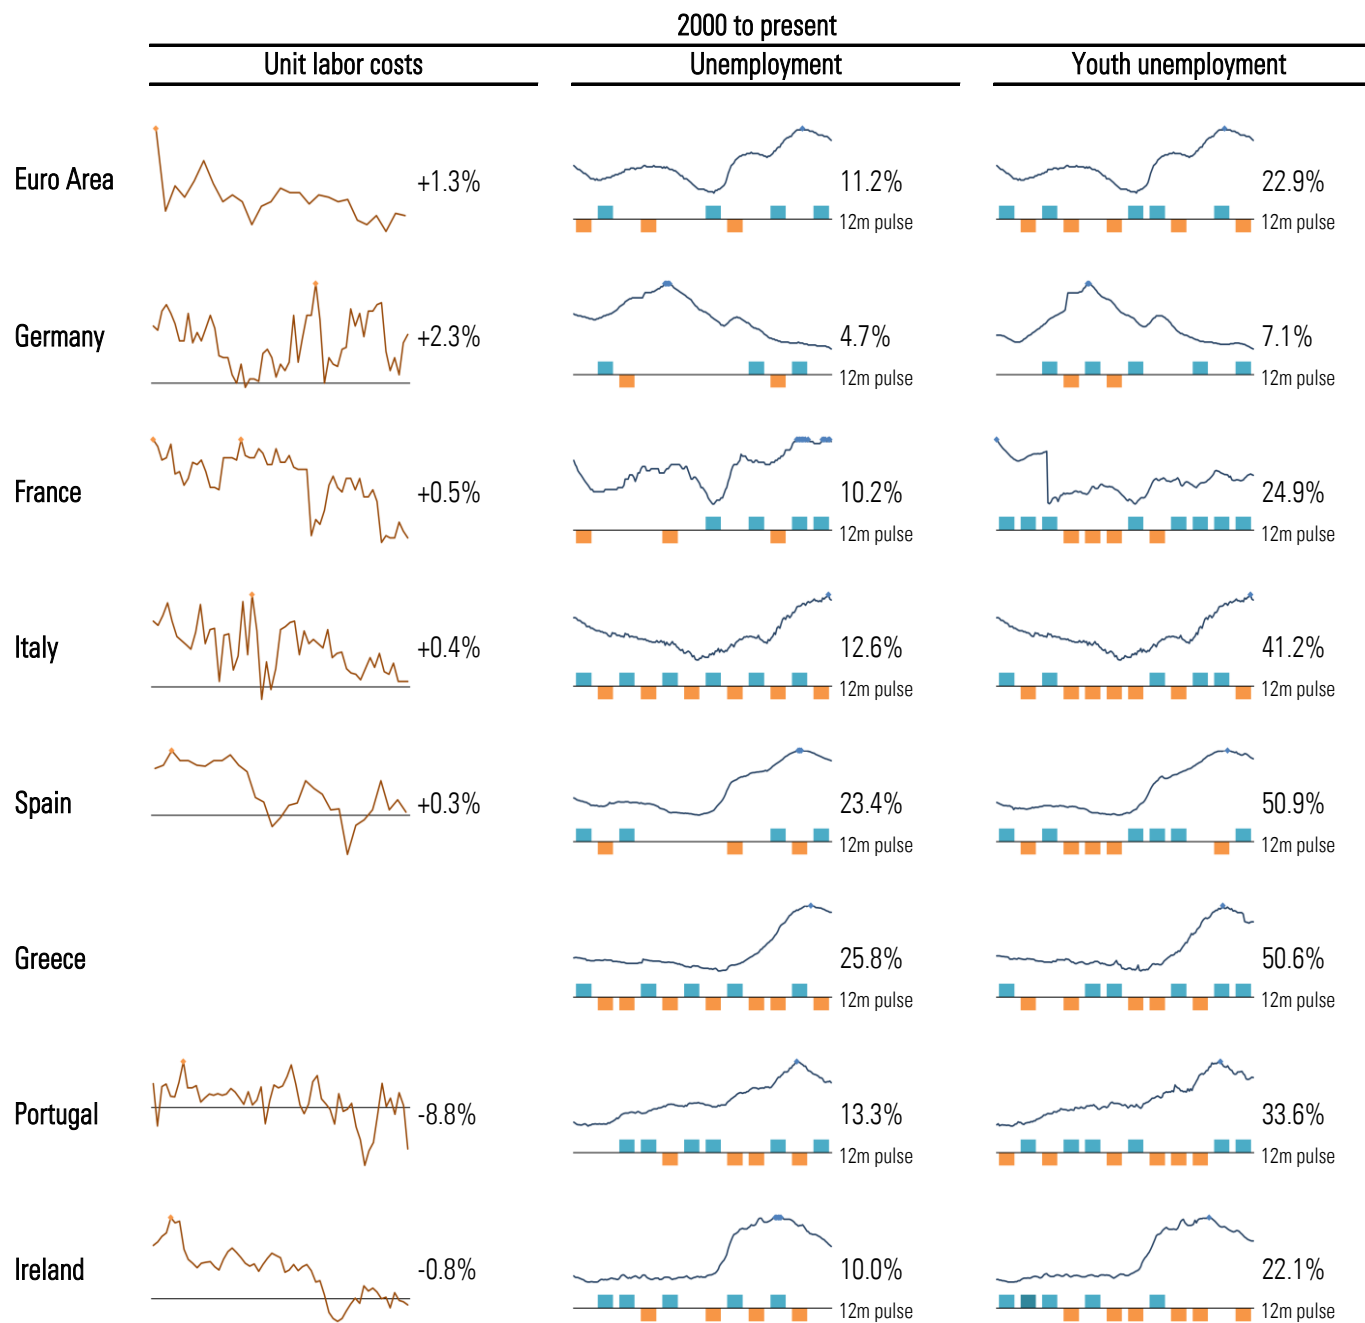 2000 to present
Unit labor costs Unemployment Youth unemployment
Euro Area +1.3% 11.2% 22.9%
12m pulse 12m pulse
Germany +2.3% 4.7% 7.1%
12m pulse 12m pulse
France +0.5% 10.2% 24.9%
12m pulse 12m pulse
Italy +0.4% 12.6% 41.2%
12m pulse 12m pulse
Spain +0.3% 23.4% 50.9%
12m pulse 12m pulse
Greece 25.8% 50.6%
12m pulse 12m pulse
Portugal -8.8% 13.3% 33.6%
12m pulse 12m pulse
Ireland -0.8% 10.0% 22.1%
12m pulse 12m pulse